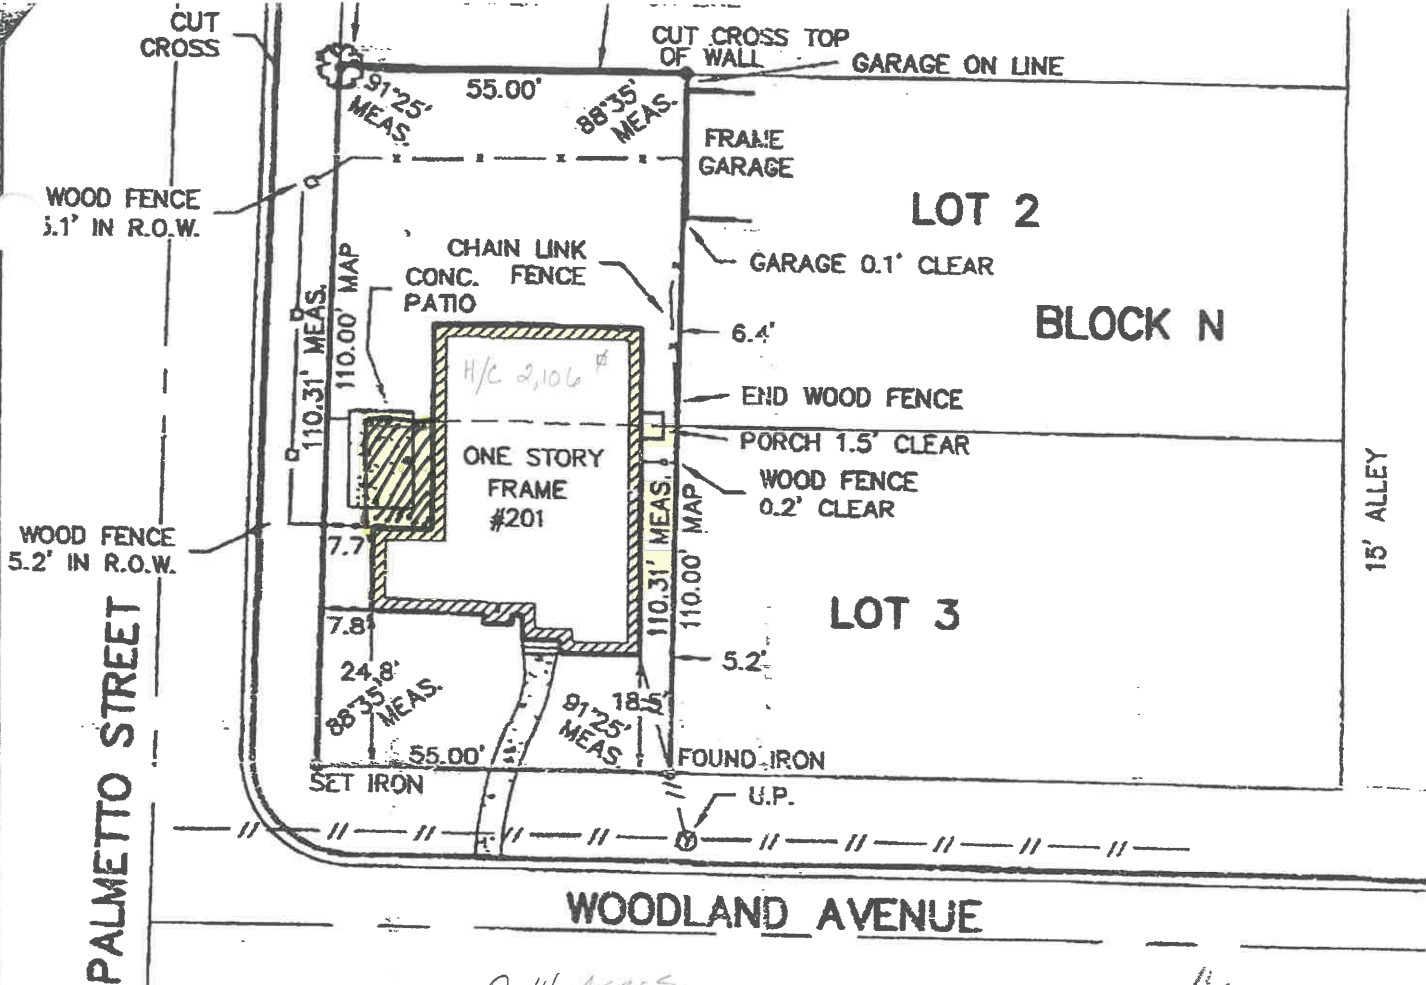 CUT
CROSS
CUT CROSS TOP
OF WALL
GARAGE ON LINE
91°25'
MEAS.
55.00'
88°35'
MEAS.
FRAME
GARAGE
WOOD FENCE
5.1' IN R.O.W.
LOT 2
CHAIN LINK
FENCE
CONC.
PATIO
GARAGE 0.1' CLEAR
110.31' MEAS.
110.00' MAP
6.4'
BLOCK N
H/C 2,106
END WOOD FENCE
PORCH 1.5' CLEAR
ONE STORY
FRAME
#201
WOOD FENCE
0.2' CLEAR
15' ALLEY
WOOD FENCE
5.2' IN R.O.W.
7.7'
110.31' MEAS.
110.00' MAP
LOT 3
7.8'
24.8'
88°35' MEAS.
5.2'
18.5'
91°25'
MEAS.
55.00'
SET IRON
FOUND IRON
U.P.
PALMETTO STREET
WOODLAND AVENUE